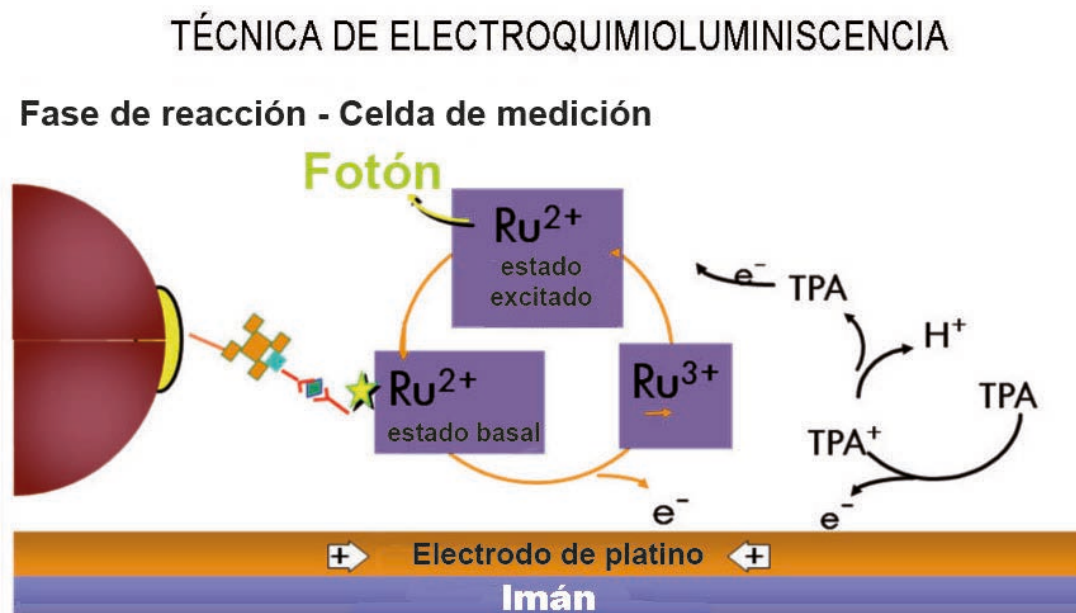 TÉCNICA DE ELECTROQUIMIOLUMINISCENCIA
Fase de reacción - Celda de medición
Fotón
Ru²⁺
estado
excitado
e⁻
TPA
H⁺
Ru²⁺
estado basal
Ru³⁺
TPA
TPA⁺
e⁻
e⁻
+ Electrodo de platino +
Imán